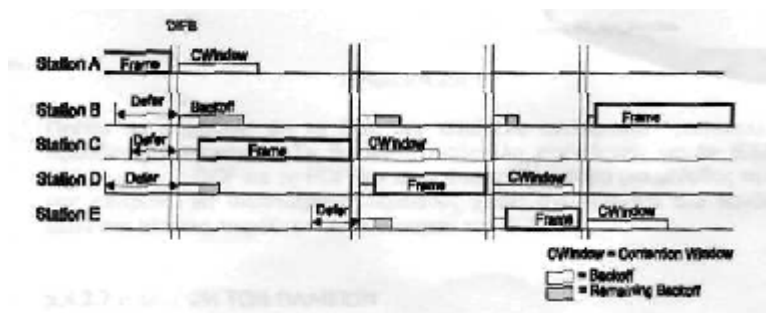 DIFS
Station A Frame CWindow
Station B Defer Backoff Frame
Station C Defer Frame CWindow
Station D Defer Frame CWindow
Station E Defer Frame CWindow
CWindow = Contention Window
= Backoff
= Remaining Backoff